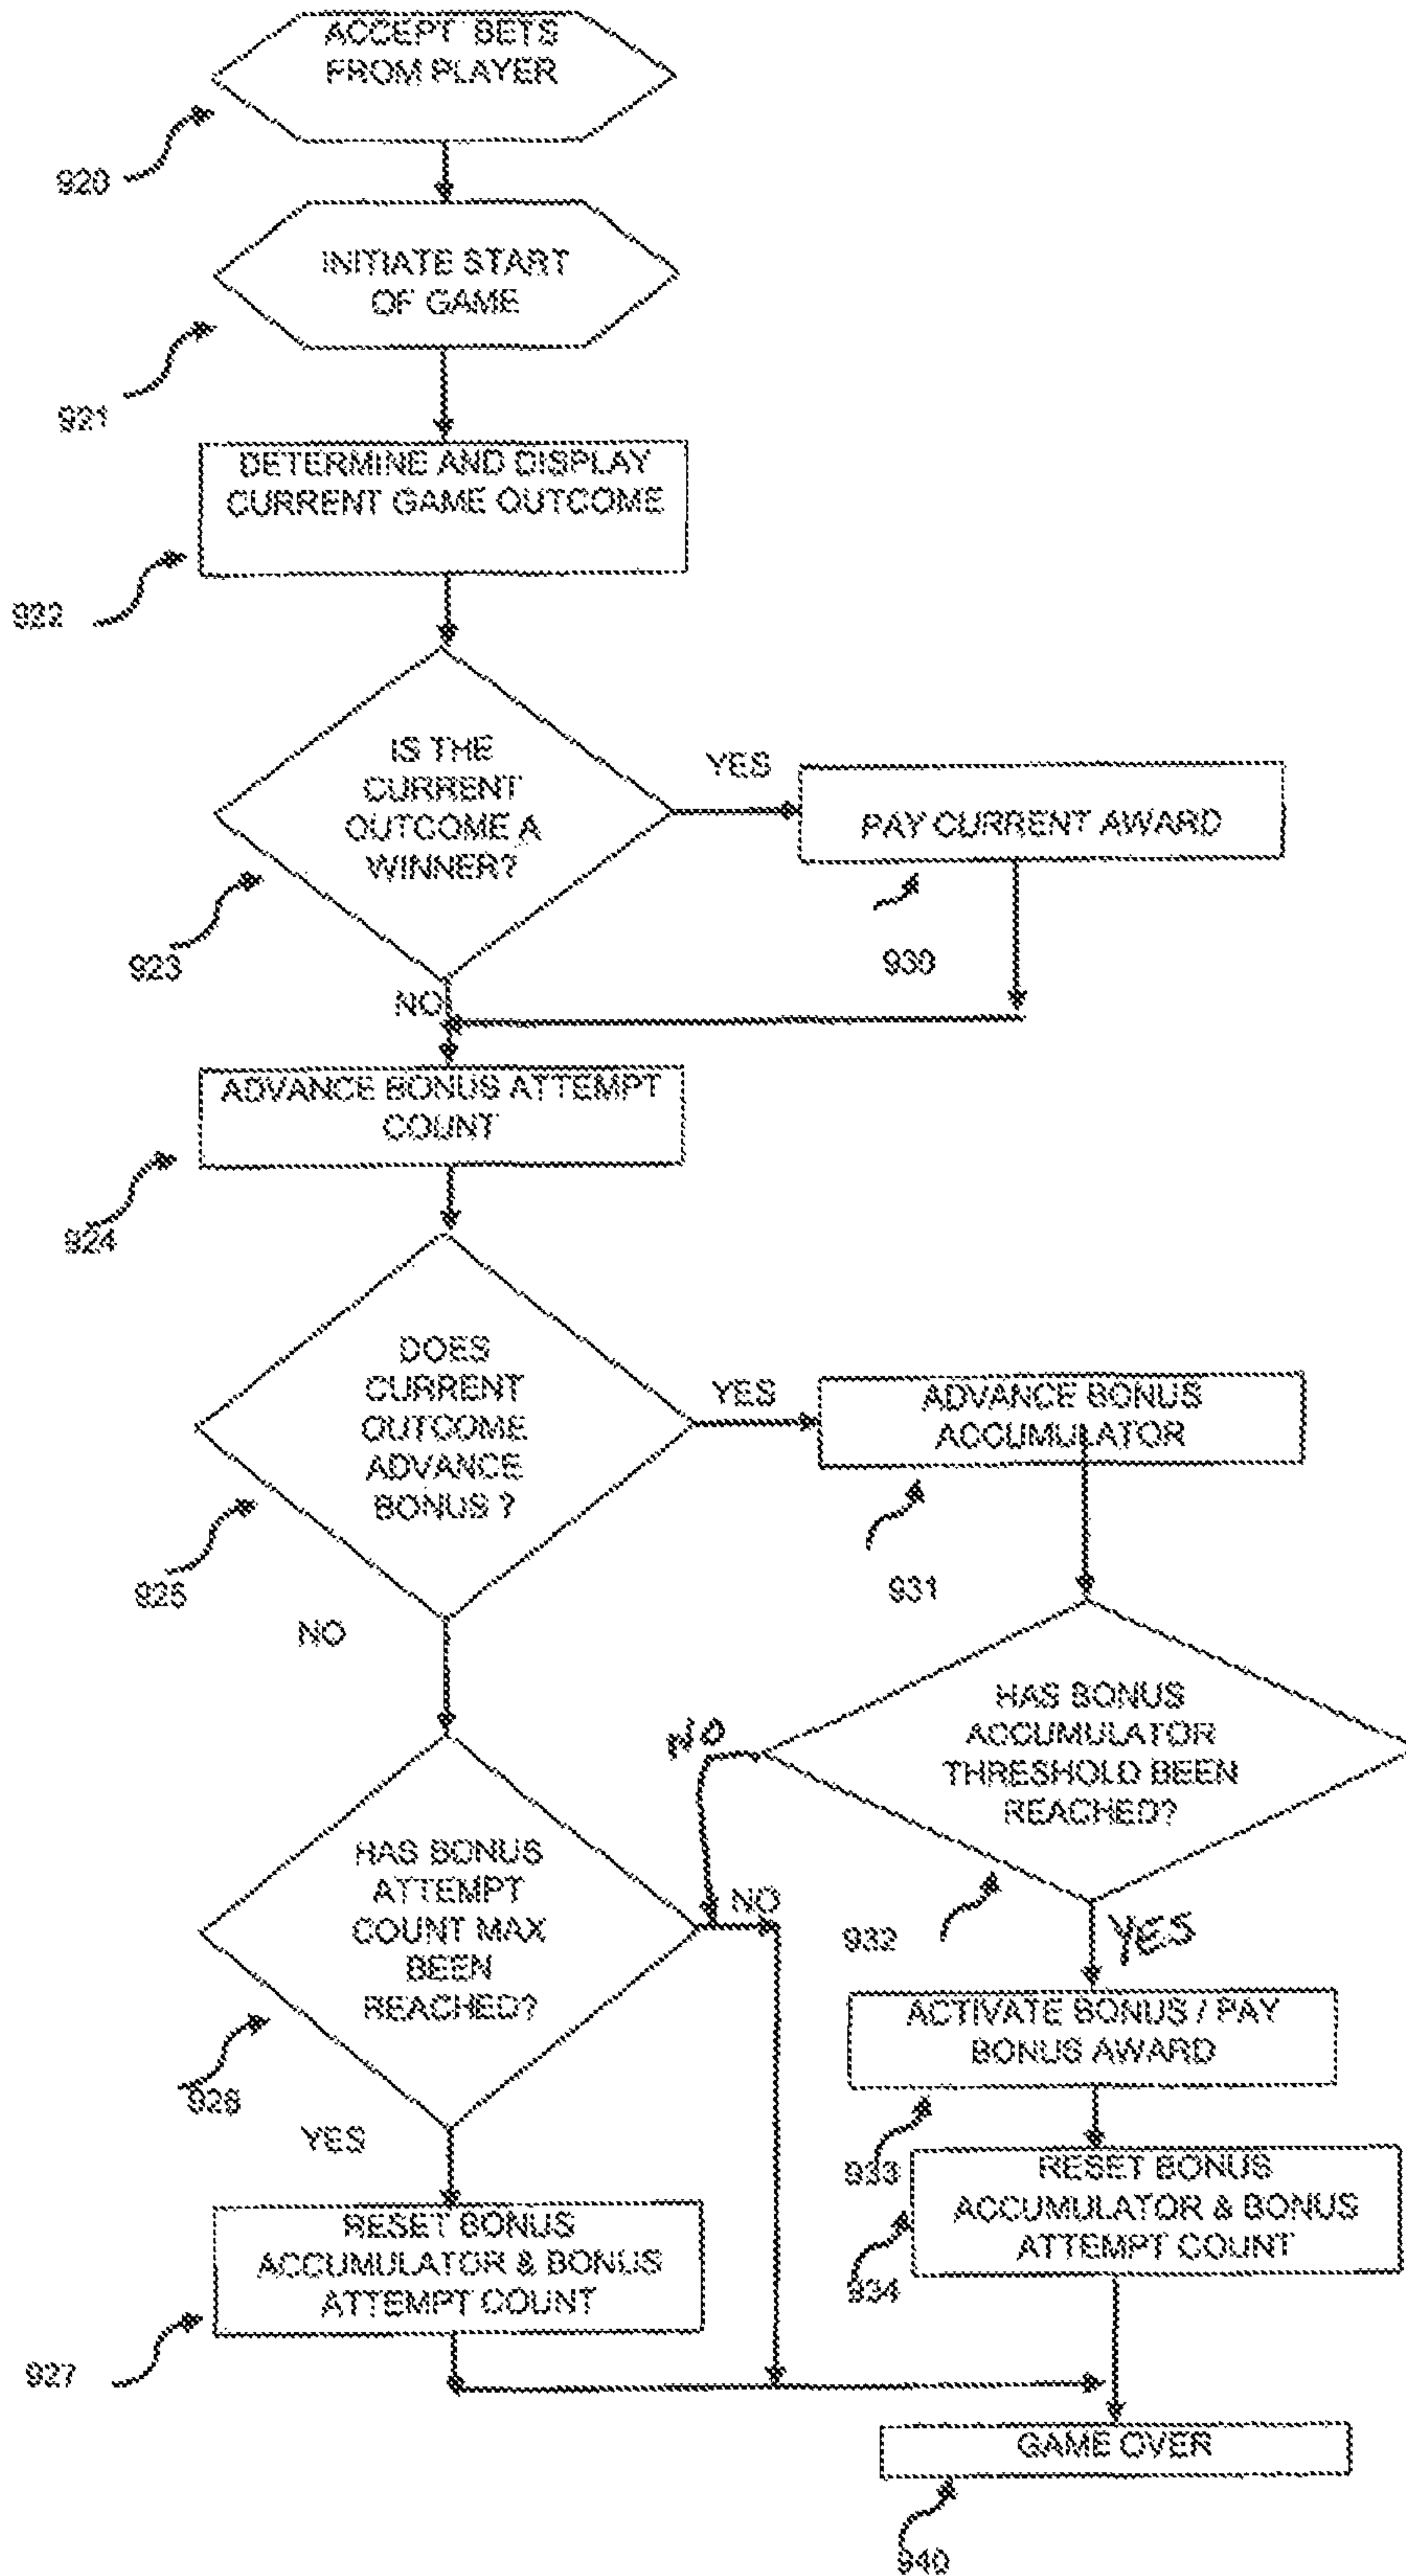 ACCEPT BETS
FROM PLAYER
920
INITIATE START
OF GAME
921
DETERMINE AND DISPLAY
CURRENT GAME OUTCOME
922
IS THE
CURRENT
OUTCOME A
WINNER?
923
YES
PAY CURRENT AWARD
930
NO
ADVANCE BONUS ATTEMPT
COUNT
924
DOES
CURRENT
OUTCOME
ADVANCE
BONUS ?
925
YES
ADVANCE BONUS
ACCUMULATOR
931
NO
HAS BONUS
ACCUMULATOR
THRESHOLD BEEN
REACHED?
932
NO
YES
HAS BONUS
ATTEMPT
COUNT MAX
BEEN
REACHED?
926
NO
YES
ACTIVATE BONUS / PAY
BONUS AWARD
933
RESET BONUS
ACCUMULATOR & BONUS
ATTEMPT COUNT
934
RESET BONUS
ACCUMULATOR & BONUS
ATTEMPT COUNT
927
GAME OVER
940